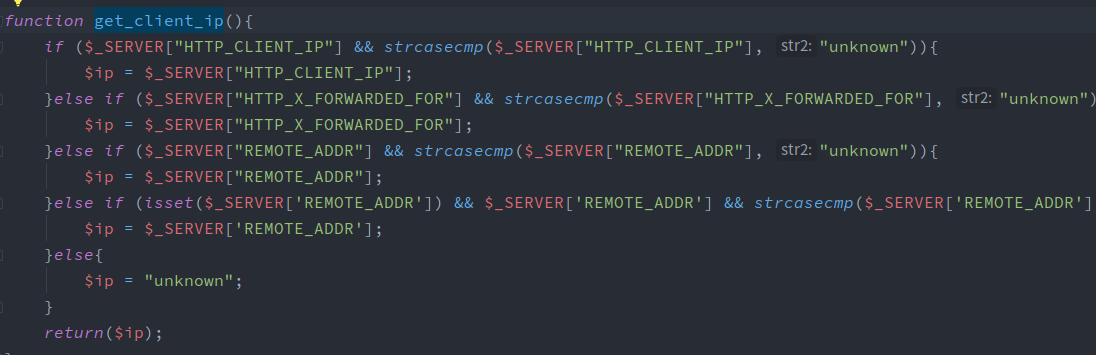 function get_client_ip(){
if ($_SERVER["HTTP_CLIENT_IP"] && strcasecmp($_SERVER["HTTP_CLIENT_IP"], str2: "unknown")){
$ip = $_SERVER["HTTP_CLIENT_IP"];
}else if ($_SERVER["HTTP_X_FORWARDED_FOR"] && strcasecmp($_SERVER["HTTP_X_FORWARDED_FOR"], str2: "unknown")
$ip = $_SERVER["HTTP_X_FORWARDED_FOR"];
}else if ($_SERVER["REMOTE_ADDR"] && strcasecmp($_SERVER["REMOTE_ADDR"], str2: "unknown")){
$ip = $_SERVER["REMOTE_ADDR"];
}else if (isset($_SERVER['REMOTE_ADDR']) && $_SERVER['REMOTE_ADDR'] && strcasecmp($_SERVER['REMOTE_ADDR']
$ip = $_SERVER['REMOTE_ADDR'];
}else{
$ip = "unknown";
}
return($ip);